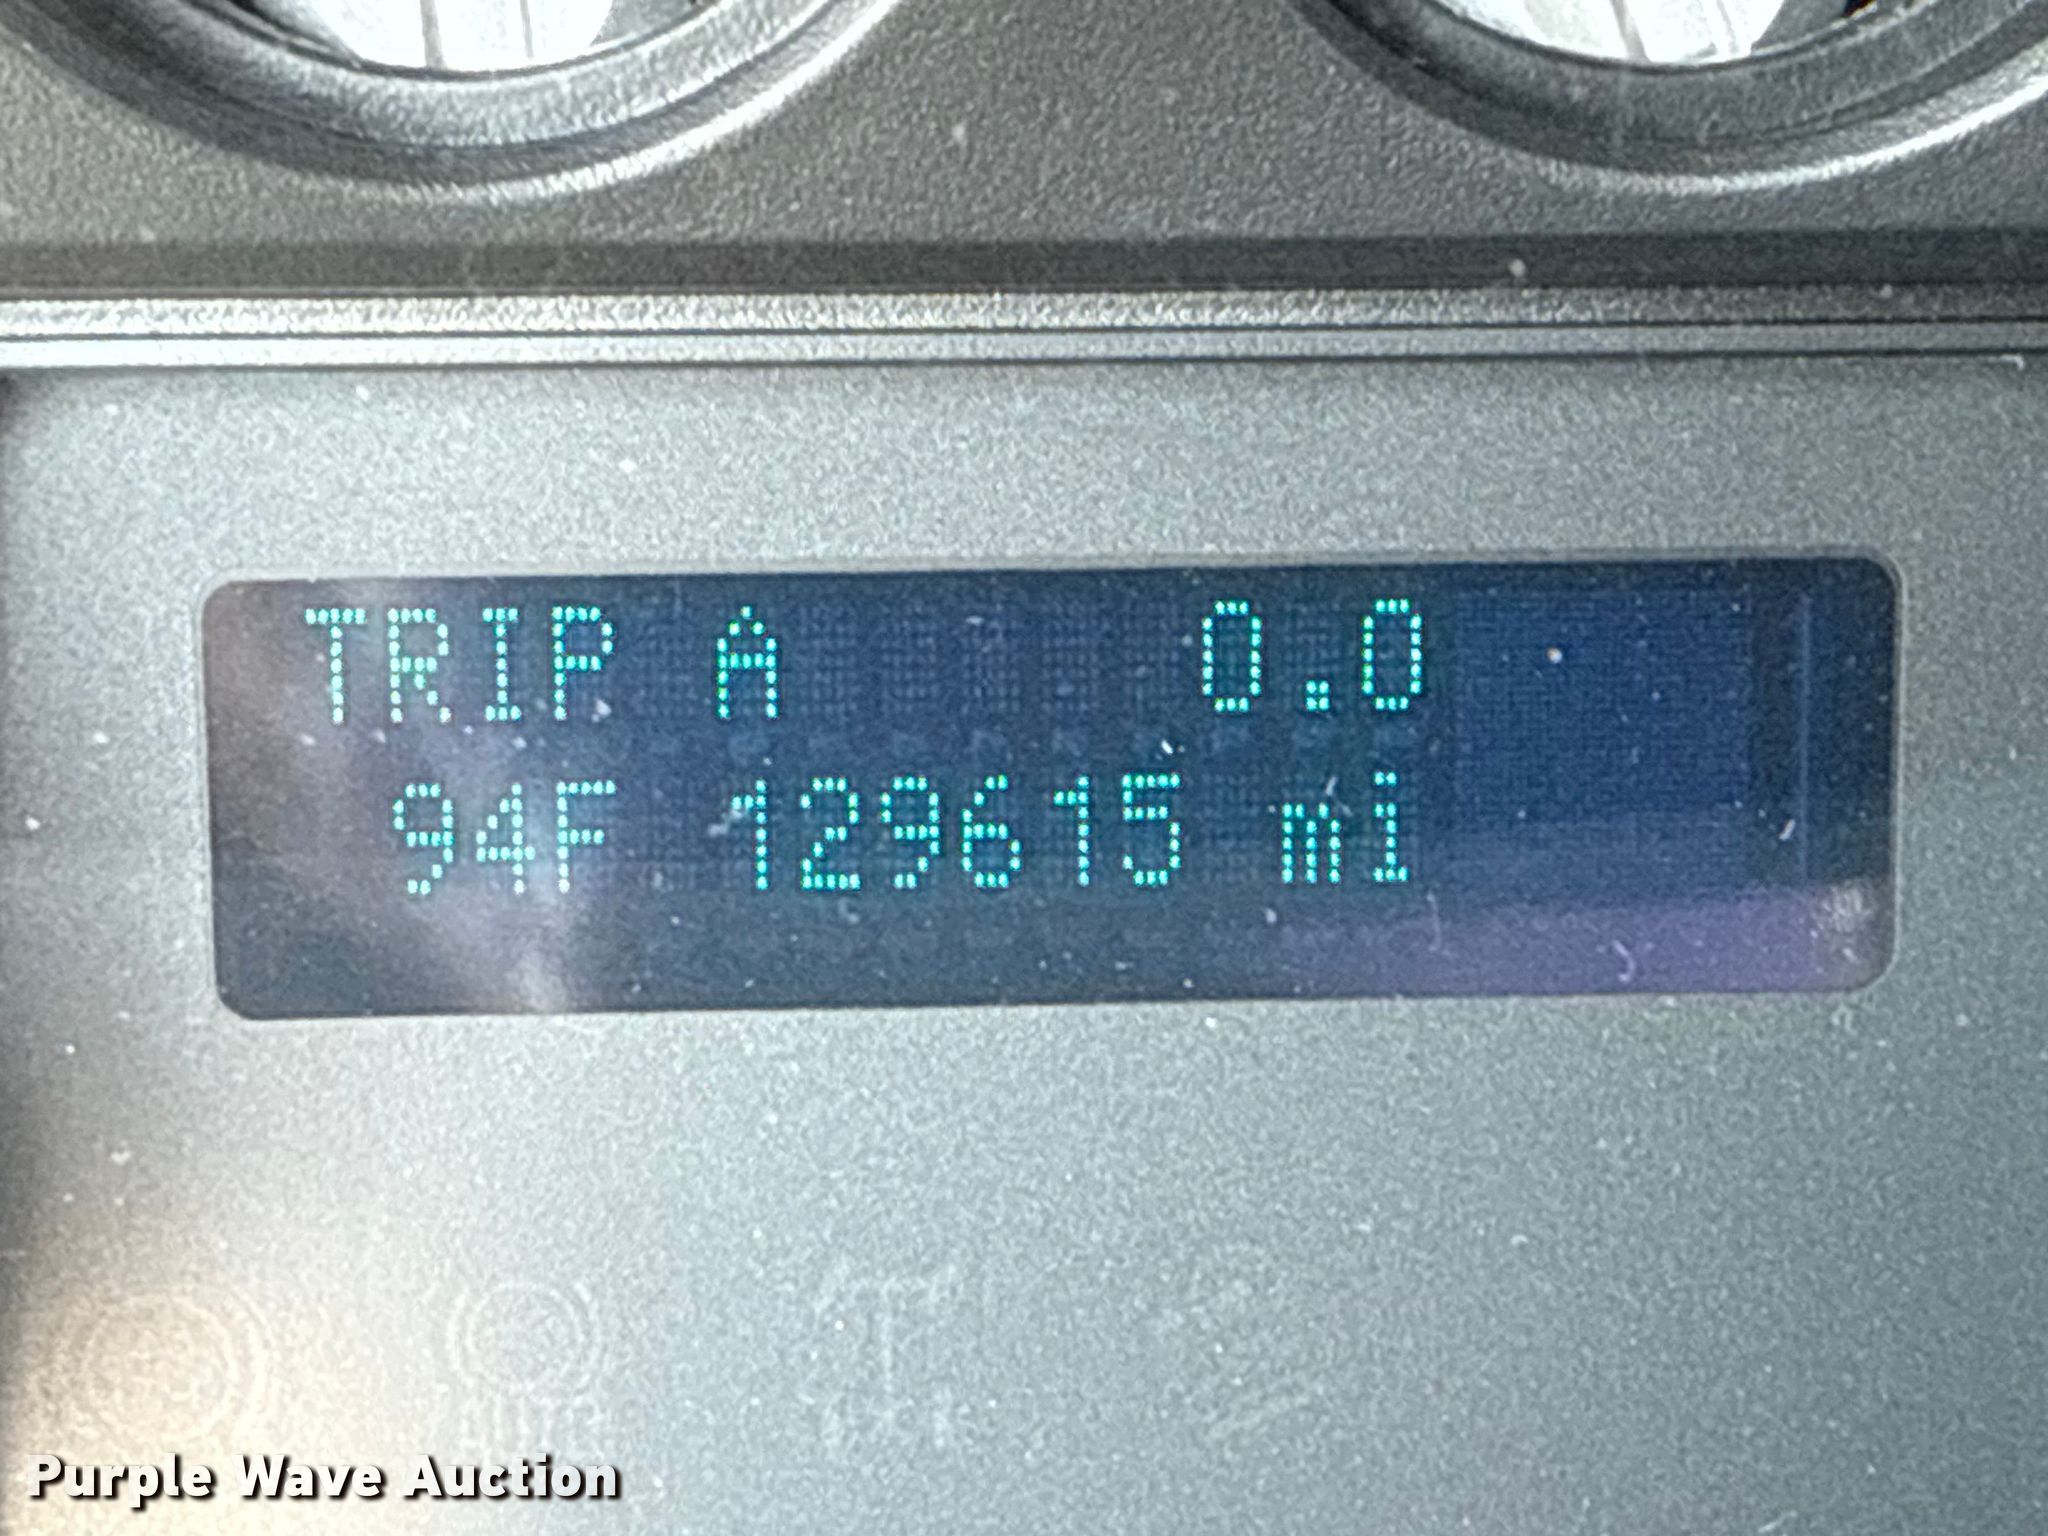 TRIP A 0.0
94F 129615 mi
Purple Wave Auction